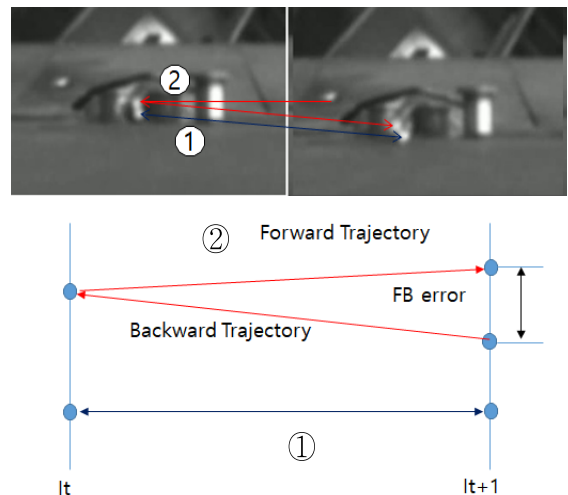 ②
①
② Forward Trajectory
FB error
Backward Trajectory
①
It
It+1